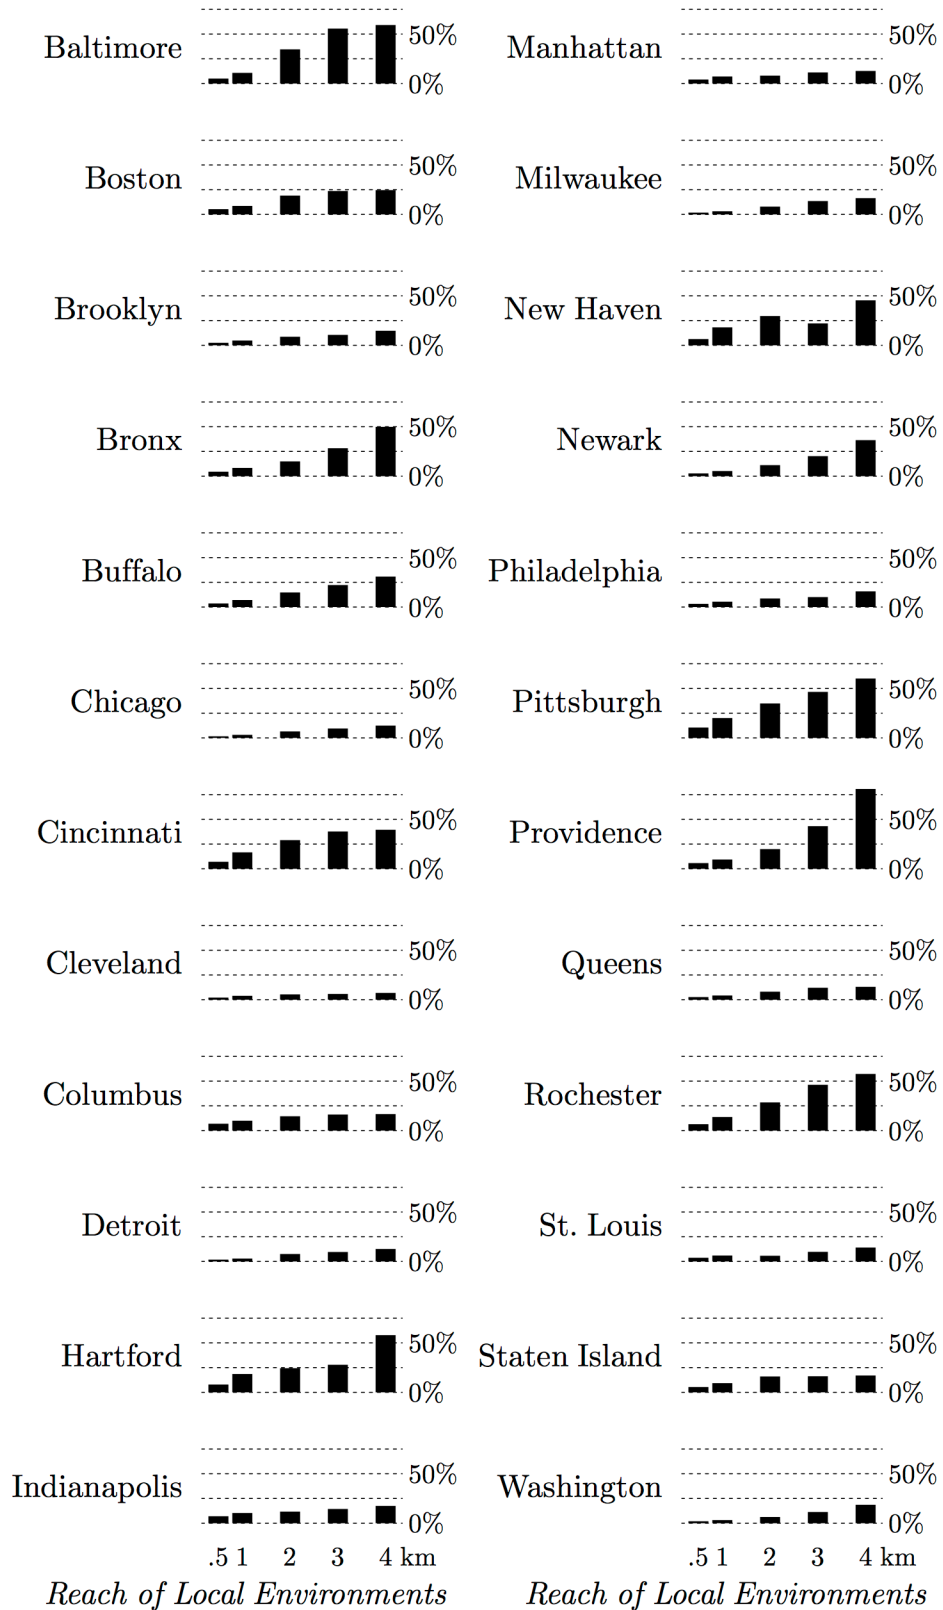 Baltimore 50% 0%
Manhattan 50% 0%
Boston 50% 0%
Milwaukee 50% 0%
Brooklyn 50% 0%
New Haven 50% 0%
Bronx 50% 0%
Newark 50% 0%
Buffalo 50% 0%
Philadelphia 50% 0%
Chicago 50% 0%
Pittsburgh 50% 0%
Cincinnati 50% 0%
Providence 50% 0%
Cleveland 50% 0%
Queens 50% 0%
Columbus 50% 0%
Rochester 50% 0%
Detroit 50% 0%
St. Louis 50% 0%
Hartford 50% 0%
Staten Island 50% 0%
Indianapolis 50% 0%
Washington 50% 0%
.5 1 2 3 4 km
.5 1 2 3 4 km
Reach of Local Environments
Reach of Local Environments